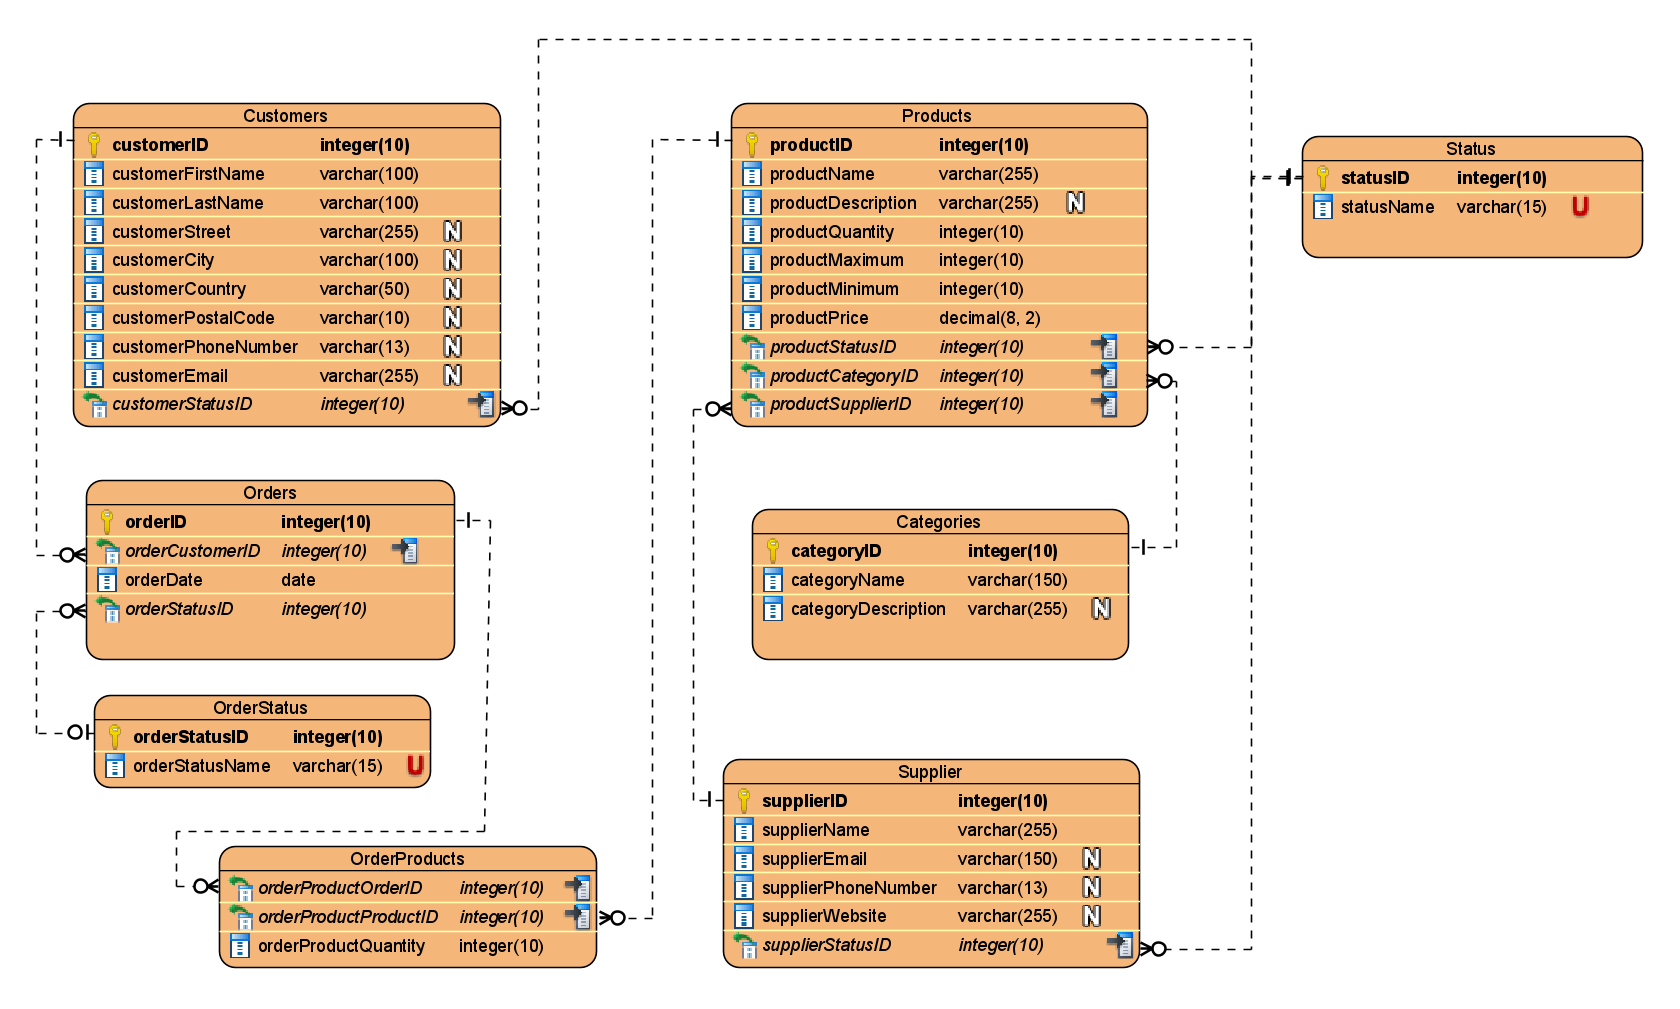 Customers
customerID integer(10)
customerFirstName varchar(100)
customerLastName varchar(100)
customerStreet varchar(255) N
customerCity varchar(100) N
customerCountry varchar(50) N
customerPostalCode varchar(10) N
customerPhoneNumber varchar(13) N
customerEmail varchar(255) N
customerStatusID integer(10)
Products
productID integer(10)
productName varchar(255)
productDescription varchar(255) N
productQuantity integer(10)
productMaximum integer(10)
productMinimum integer(10)
productPrice decimal(8, 2)
productStatusID integer(10)
productCategoryID integer(10)
productSupplierID integer(10)
Status
statusID integer(10)
statusName varchar(15) U
Orders
orderID integer(10)
orderCustomerID integer(10)
orderDate date
orderStatusID integer(10)
Categories
categoryID integer(10)
categoryName varchar(150)
categoryDescription varchar(255) N
OrderStatus
orderStatusID integer(10)
orderStatusName varchar(15) U
Supplier
supplierID integer(10)
supplierName varchar(255)
supplierEmail varchar(150) N
supplierPhoneNumber varchar(13) N
supplierWebsite varchar(255) N
supplierStatusID integer(10)
OrderProducts
orderProductOrderID integer(10)
orderProductProductID integer(10)
orderProductQuantity integer(10)